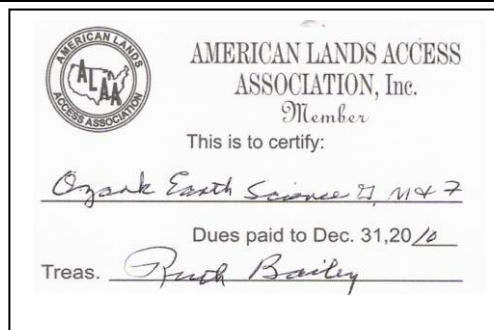 AMERICAN LANDS
ALAA
ACCESS ASSOCIATION
AMERICAN LANDS ACCESS
ASSOCIATION, Inc.
Member
This is to certify:
Ozark Earth Science G, M & F
Dues paid to Dec. 31,20 10
Treas. Ruth Bailey